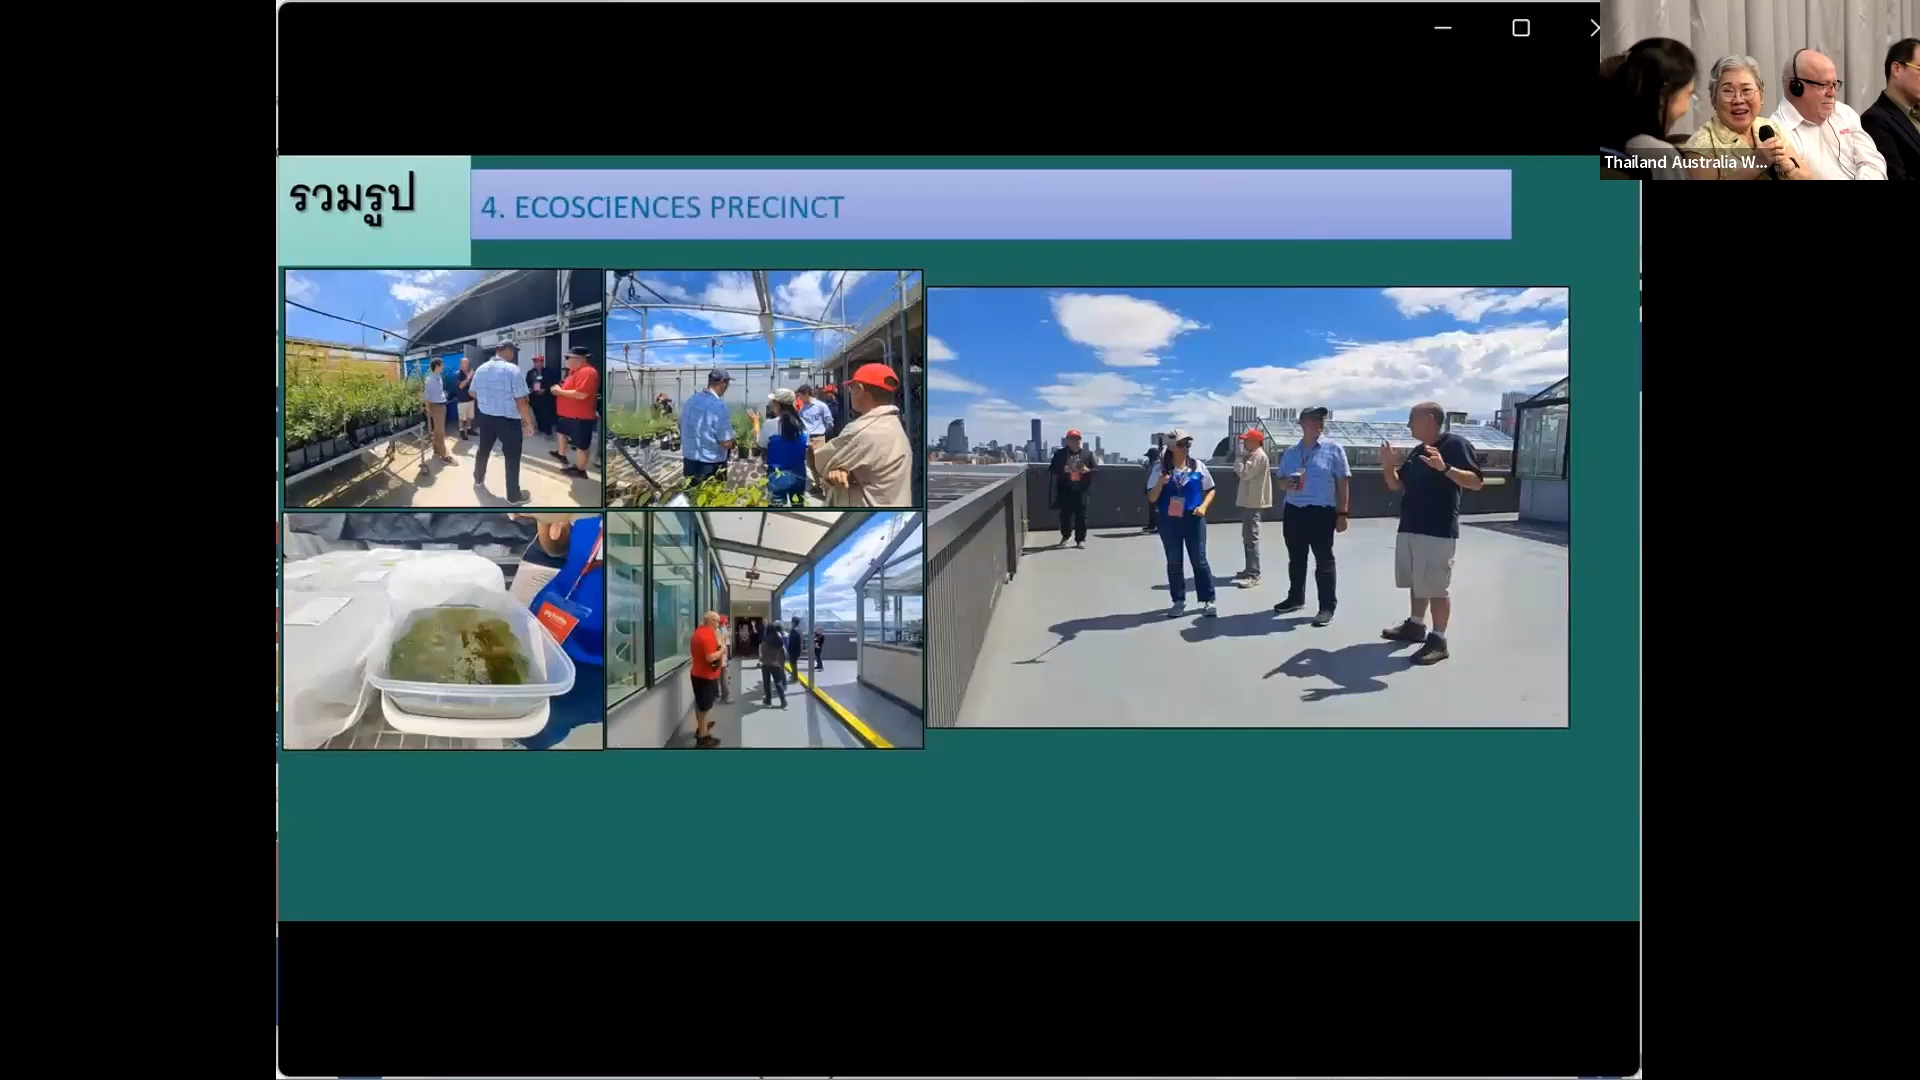 Thailand Australia W...
รวมรูป
4. ECOSCIENCES PRECINCT